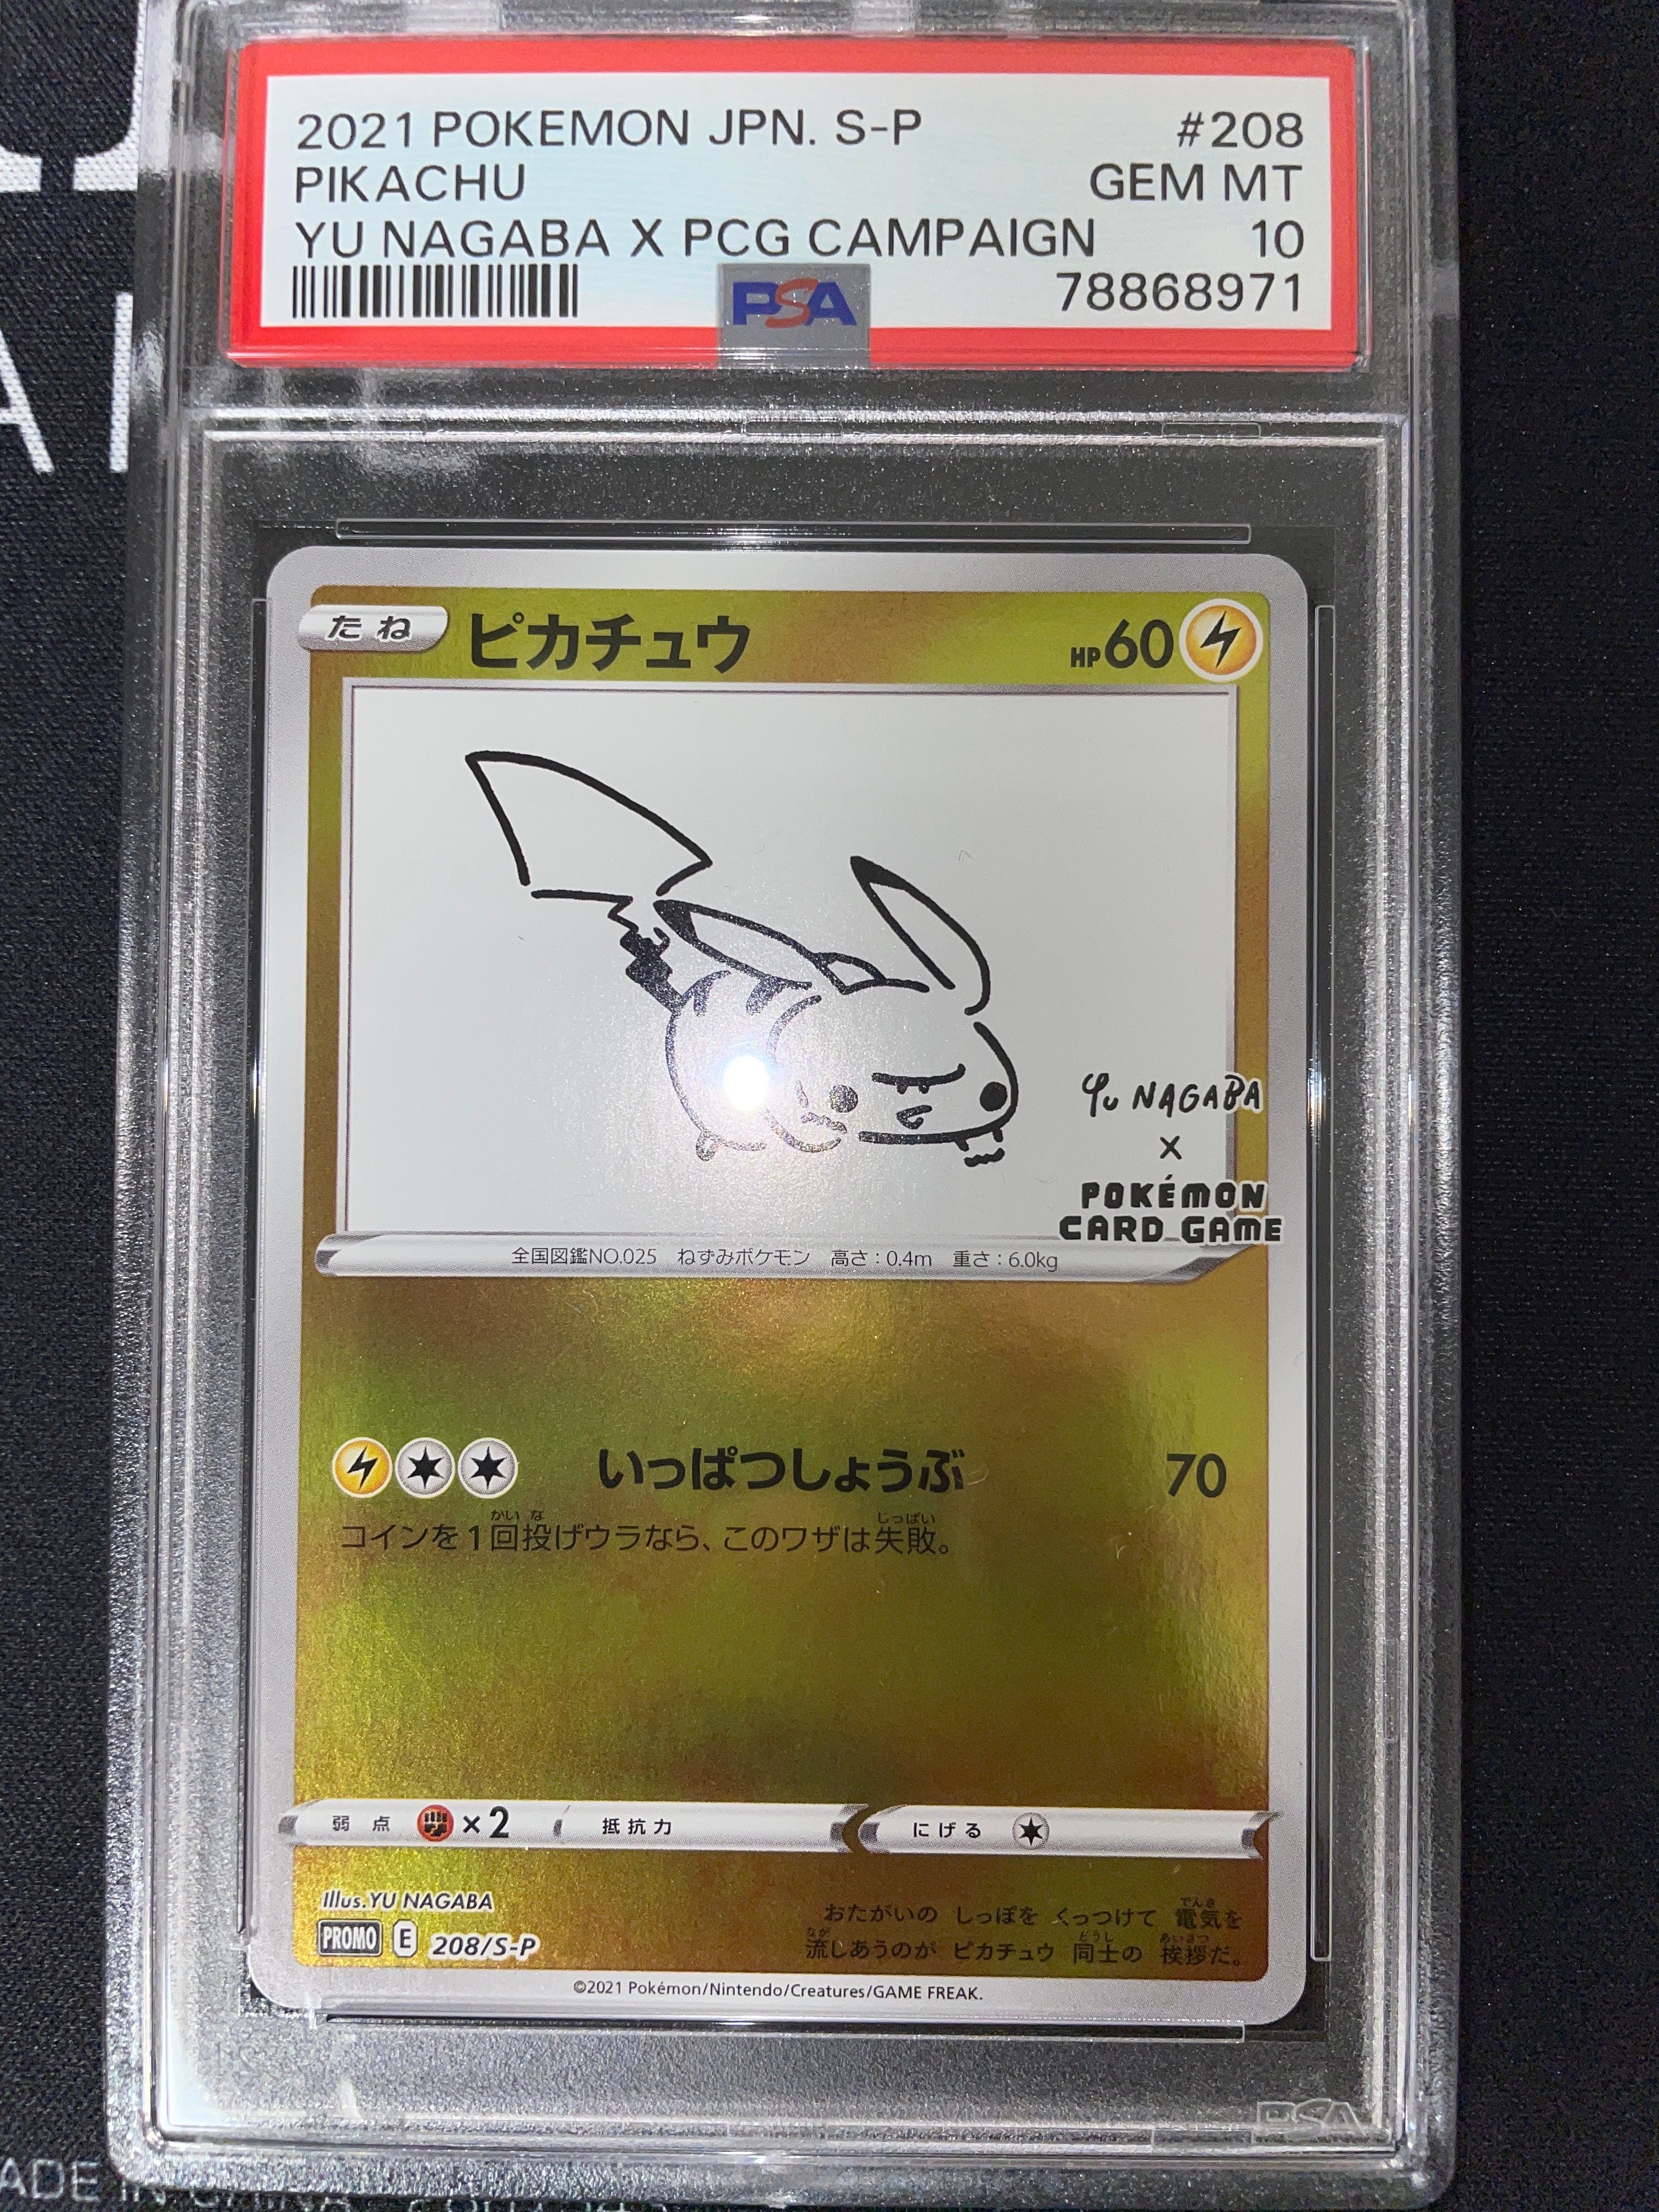 2021 POKEMON JPN. S-P #208
PIKACHU GEM MT
YU NAGABA X PCG CAMPAIGN 10
PSA 78868971
たね ピカチュウ HP60
YU NAGABA
×
POKÉMON
CARD GAME
全国図鑑NO.025 ねずみポケモン 高さ:0.4m 重さ:6.0kg
いっぱつしょうぶ 70
かいな しっぱい
コインを1回投げウラなら、このワザは失敗。
弱点 ×2 抵抗力 にげる
Illus.YU NAGABA
PROMO E 208/S-P
でんき
おたがいの しっぽを くっつけて 電気を
なが どうし あいさつ
流しあうのが ピカチュウ 同士の 挨拶だ。
©2021 Pokémon/Nintendo/Creatures/GAME FREAK.
PSA